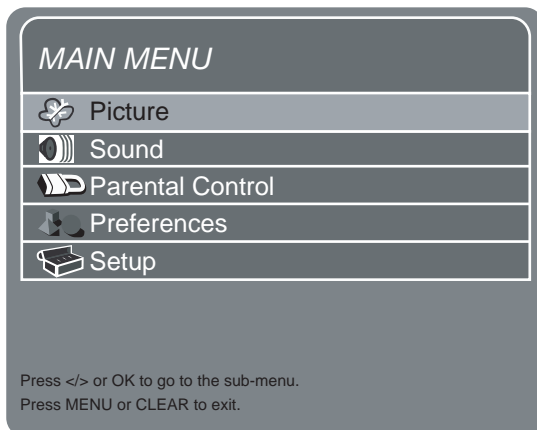 MAIN MENU
Picture
Sound
Parental Control
Preferences
Setup
Press </> or OK to go to the sub-menu.
Press MENU or CLEAR to exit.